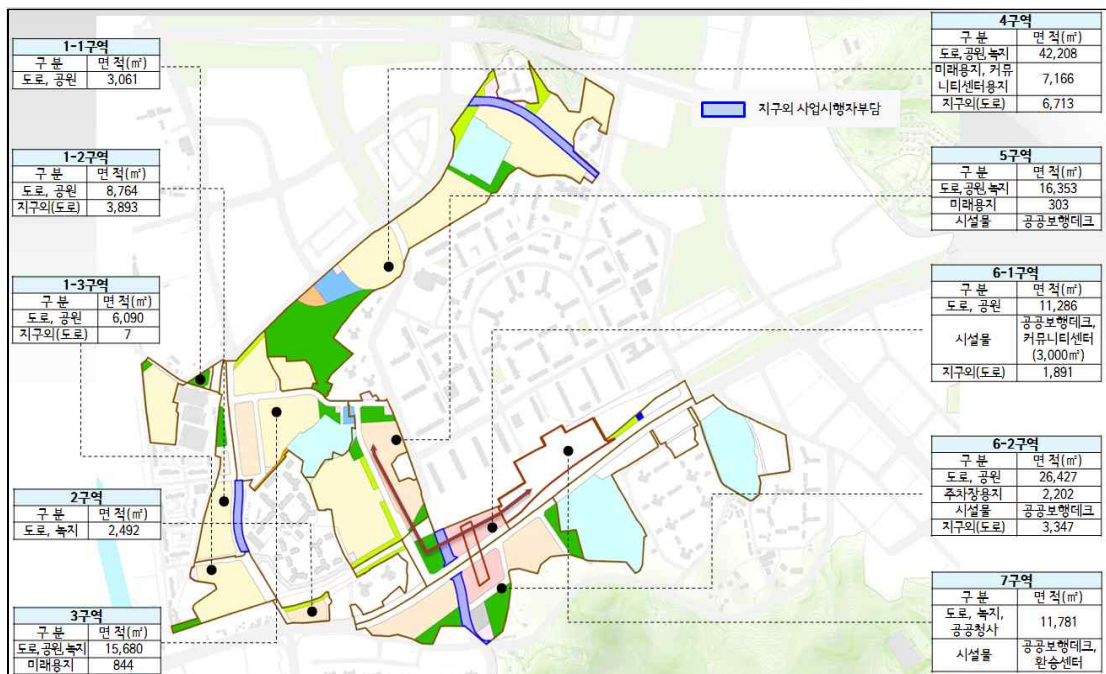 1-1구역
구 분 면 적(㎡)
도로, 공원 3,061
1-2구역
구 분 면 적(㎡)
도로, 공원 8,764
지구외(도로) 3,893
1-3구역
구 분 면 적(㎡)
도로, 공원 6,090
지구외(도로) 7
2구역
구 분 면 적(㎡)
도로, 녹지 2,492
3구역
구 분 면 적(㎡)
도로,공원,녹지 15,680
미래용지 844
지구외 사업시행자부담
4구역
구 분 면 적(㎡)
도로,공원,녹지 42,208
미래용지, 커뮤
니티센터용지 7,166
지구외(도로) 6,713
5구역
구 분 면 적(㎡)
도로,공원,녹지 16,353
미래용지 303
시설물 공공보행데크
6-1구역
구 분 면 적(㎡)
도로, 공원 11,286
시설물 공공보행데크,
커뮤니티센터
(3,000㎡)
지구외(도로) 1,891
6-2구역
구 분 면 적(㎡)
도로, 공원 26,427
주차장용지 2,202
시설물 공공보행데크
지구외(도로) 3,347
7구역
구 분 면 적(㎡)
도로, 녹지,
공공청사 11,781
시설물 공공보행데크,
환승센터